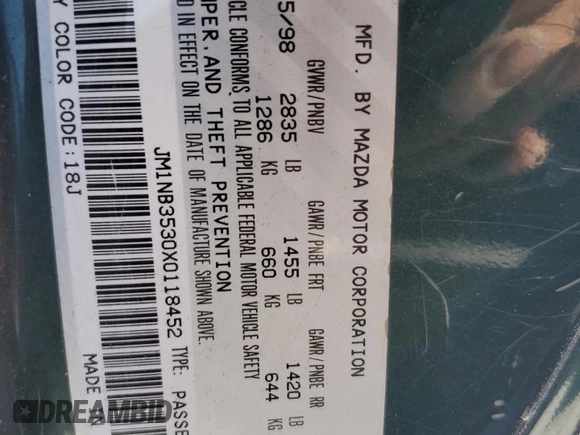 MFD. BY MAZDA MOTOR CORPORATION
5/98 GVWR/PNBV GAWR/PNBE FRT GAWR/PNBE RR
2835 LB 1455 LB 1420 LB
1286 KG 660 KG 644 KG
CLE CONFORMS TO ALL APPLICABLE FEDERAL MOTOR VEHICLE SAFETY
MPER, AND THEFT PREVENTION
IN EFFECT ON THE DATE OF MANUFACTURE SHOWN ABOVE.
JM1NB3530X0118452 TYPE: PASSE
Y COLOR CODE:18J MADE IN
DREAMBID